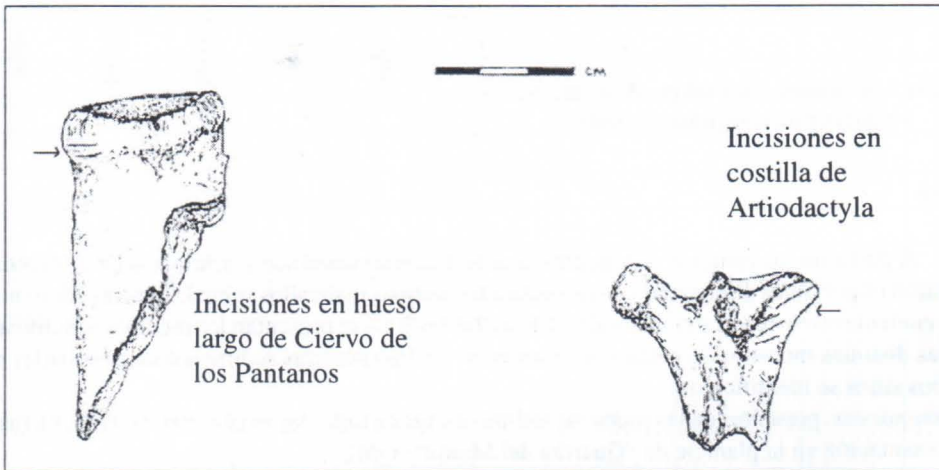 CM
Incisiones en
costilla de
Artiodactyla
Incisiones en hueso
largo de Ciervo de
los Pantanos